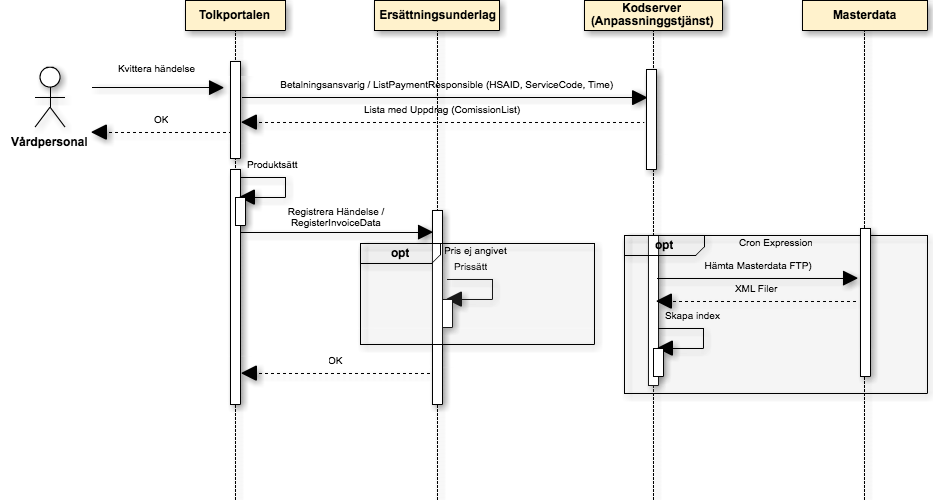 Tolkportalen
Ersättningsunderlag
Kodserver
(Anpassninggstjänst)
Masterdata
Kvittera händelse
Betalningsansvarig / ListPaymentResponsible (HSAID, ServiceCode, Time)
Lista med Uppdrag (ComissionList)
OK
Vårdpersonal
Produktsätt
Registrera Händelse /
RegisterInvoiceData
opt
Pris ej angivet
Prissätt
opt
Cron Expression
Hämta Masterdata FTP)
XML Filer
Skapa index
OK